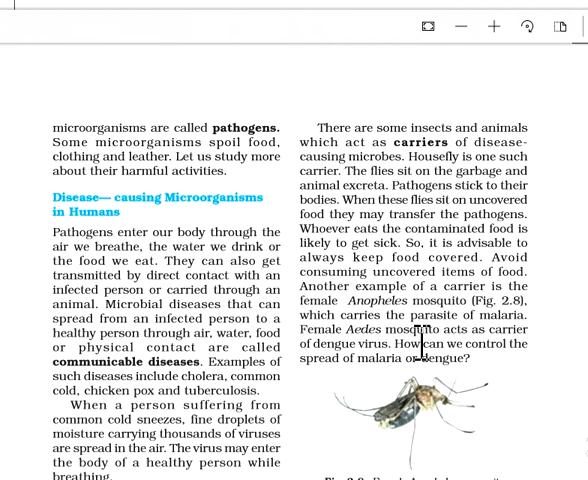 microorganisms are called pathogens.
Some microorganisms spoil food,
clothing and leather. Let us study more
about their harmful activities.
Disease— causing Microorganisms
in Humans
Pathogens enter our body through the
air we breathe, the water we drink or
the food we eat. They can also get
transmitted by direct contact with an
infected person or carried through an
animal. Microbial diseases that can
spread from an infected person to a
healthy person through air, water, food
or physical contact are called
communicable diseases. Examples of
such diseases include cholera, common
cold, chicken pox and tuberculosis.
When a person suffering from
common cold sneezes, fine droplets of
moisture carrying thousands of viruses
are spread in the air. The virus may enter
the body of a healthy person while
breathing.
There are some insects and animals
which act as carriers of disease-
causing microbes. Housefly is one such
carrier. The flies sit on the garbage and
animal excreta. Pathogens stick to their
bodies. When these flies sit on uncovered
food they may transfer the pathogens.
Whoever eats the contaminated food is
likely to get sick. So, it is advisable to
always keep food covered. Avoid
consuming uncovered items of food.
Another example of a carrier is the
female Anopheles mosquito (Fig. 2.8),
which carries the parasite of malaria.
Female Aedes mosquito acts as carrier
of dengue virus. How can we control the
spread of malaria or dengue?